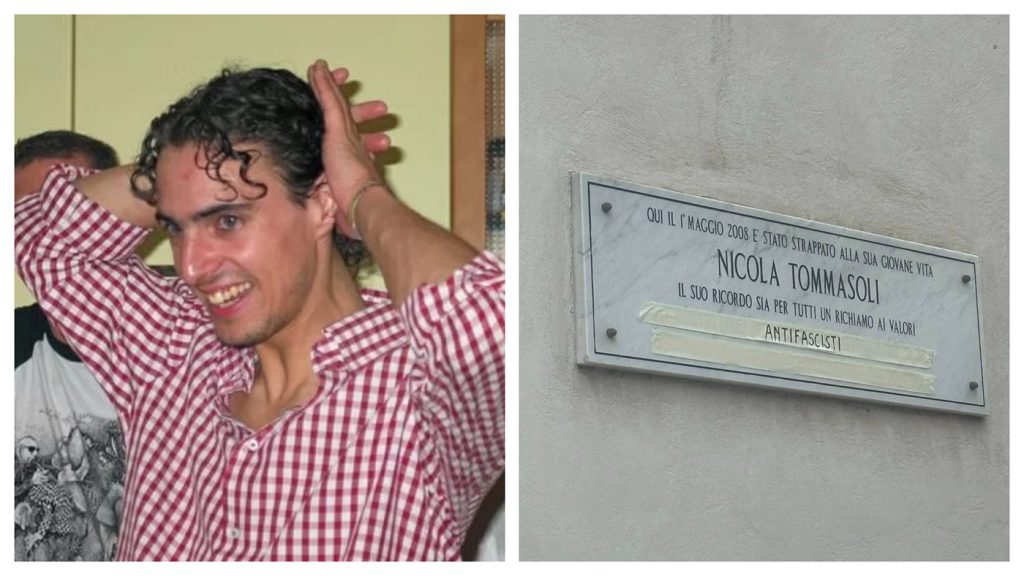 QUI IL 1° MAGGIO 2008 E' STATO STRAPPATO ALLA SUA GIOVANE VITA
NICOLA TOMMASOLI
IL SUO RICORDO SIA PER TUTTI UN RICHIAMO AI VALORI
ANTIFASCISTI